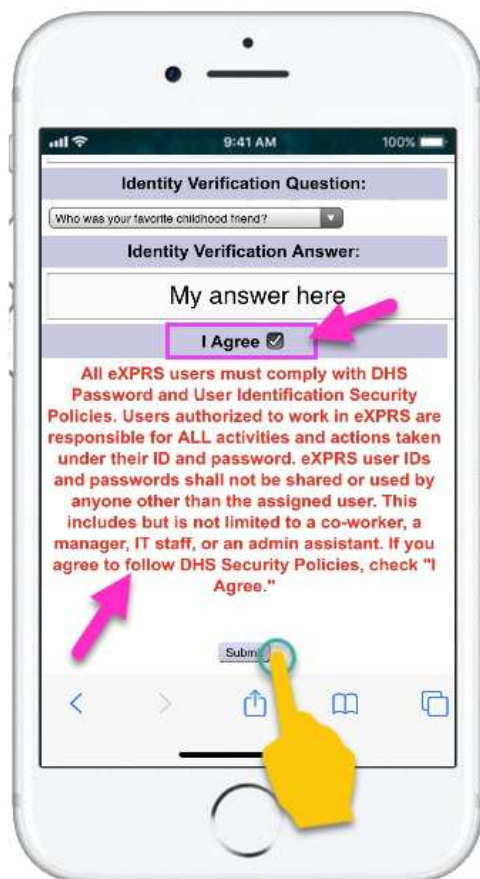 9:41 AM
100%
Identity Verification Question:
Who was your favorite childhood friend?
Identity Verification Answer:
My answer here
I Agree
All eXPRS users must comply with DHS
Password and User Identification Security
Policies. Users authorized to work in eXPRS are
responsible for ALL activities and actions taken
under their ID and password. eXPRS user IDs
and passwords shall not be shared or used by
anyone other than the assigned user. This
includes but is not limited to a co-worker, a
manager, IT staff, or an admin assistant. If you
agree to follow DHS Security Policies, check "I
Agree."
Submi